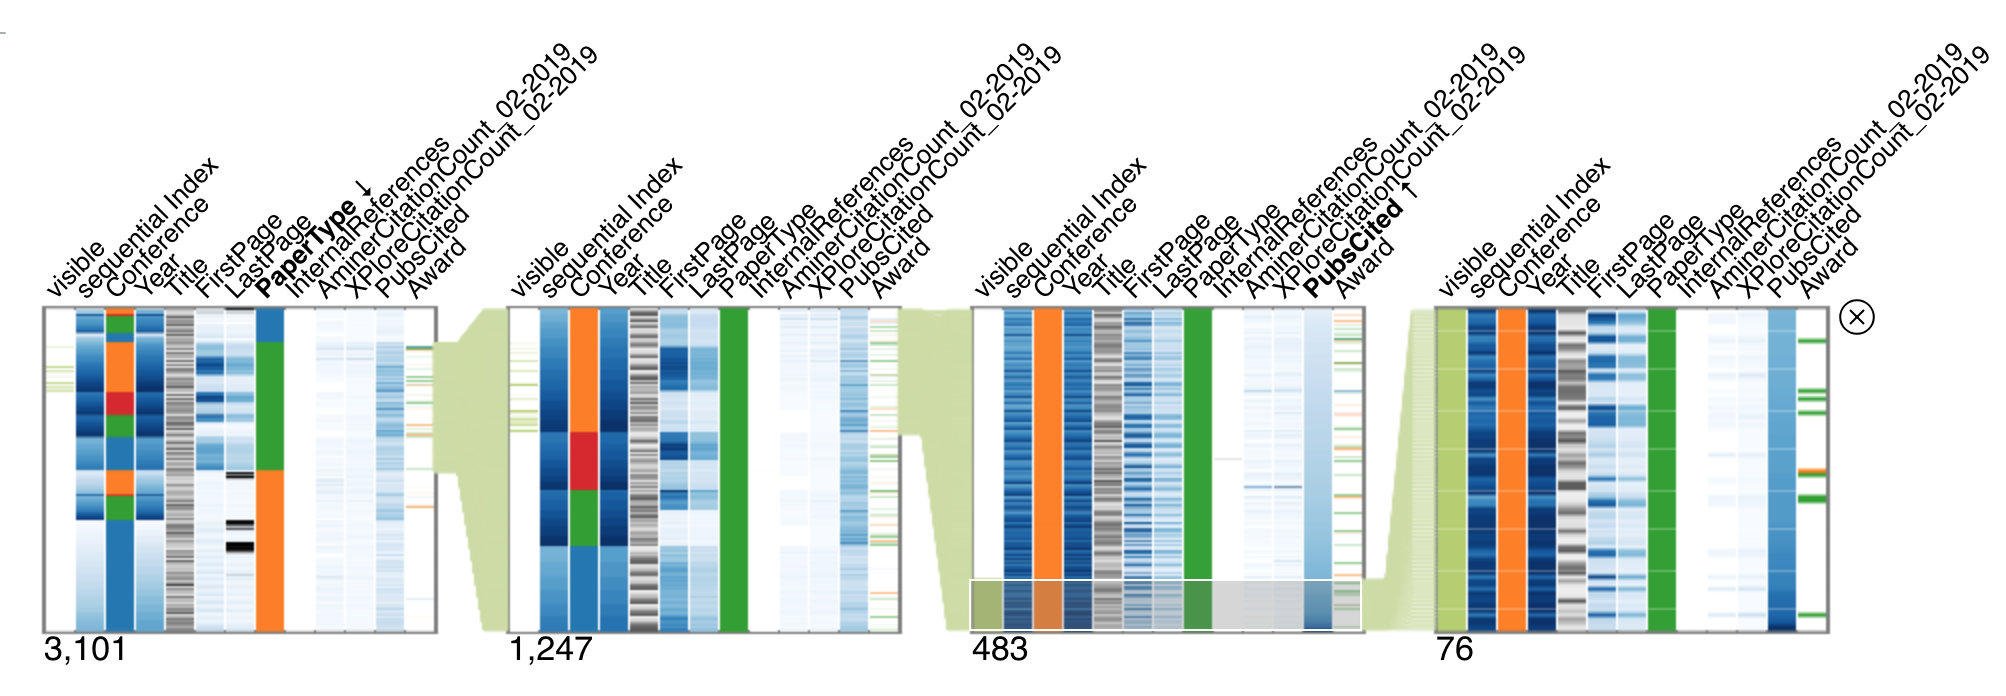 visible
sequential Index
Conference
Year
Title
FirstPage
LastPage
PaperType ↓
InternalReferences
AminerCitationCount_02-2019
XPloreCitationCount_02-2019
PubsCited
Award
3,101
visible
sequential Index
Conference
Year
Title
FirstPage
LastPage
PaperType
InternalReferences
AminerCitationCount_02-2019
XPloreCitationCount_02-2019
PubsCited
Award
1,247
visible
sequential Index
Conference
Year
Title
FirstPage
LastPage
PaperType
InternalReferences
AminerCitationCount_02-2019
XPloreCitationCount_02-2019
PubsCited ↑
Award
483
visible
sequential Index
Conference
Year
Title
FirstPage
LastPage
PaperType
InternalReferences
AminerCitationCount_02-2019
XPloreCitationCount_02-2019
PubsCited
Award
76